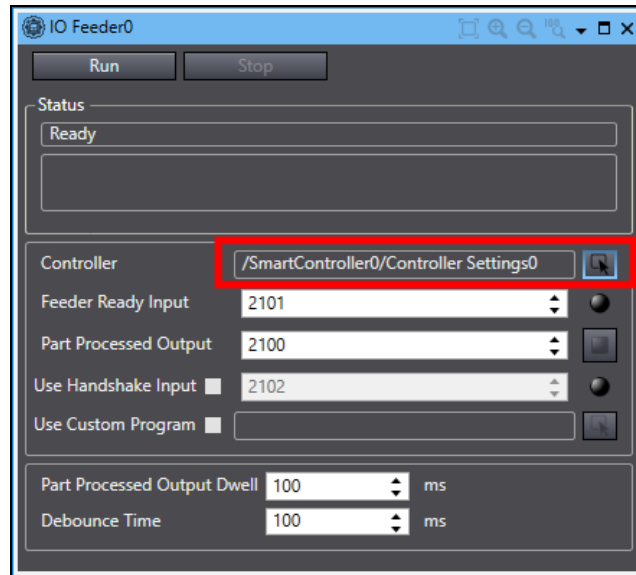 IO Feeder0
Run Stop
Status
Ready
Controller /SmartController0/Controller Settings0
Feeder Ready Input 2101
Part Processed Output 2100
Use Handshake Input 2102
Use Custom Program
Part Processed Output Dwell 100 ms
Debounce Time 100 ms